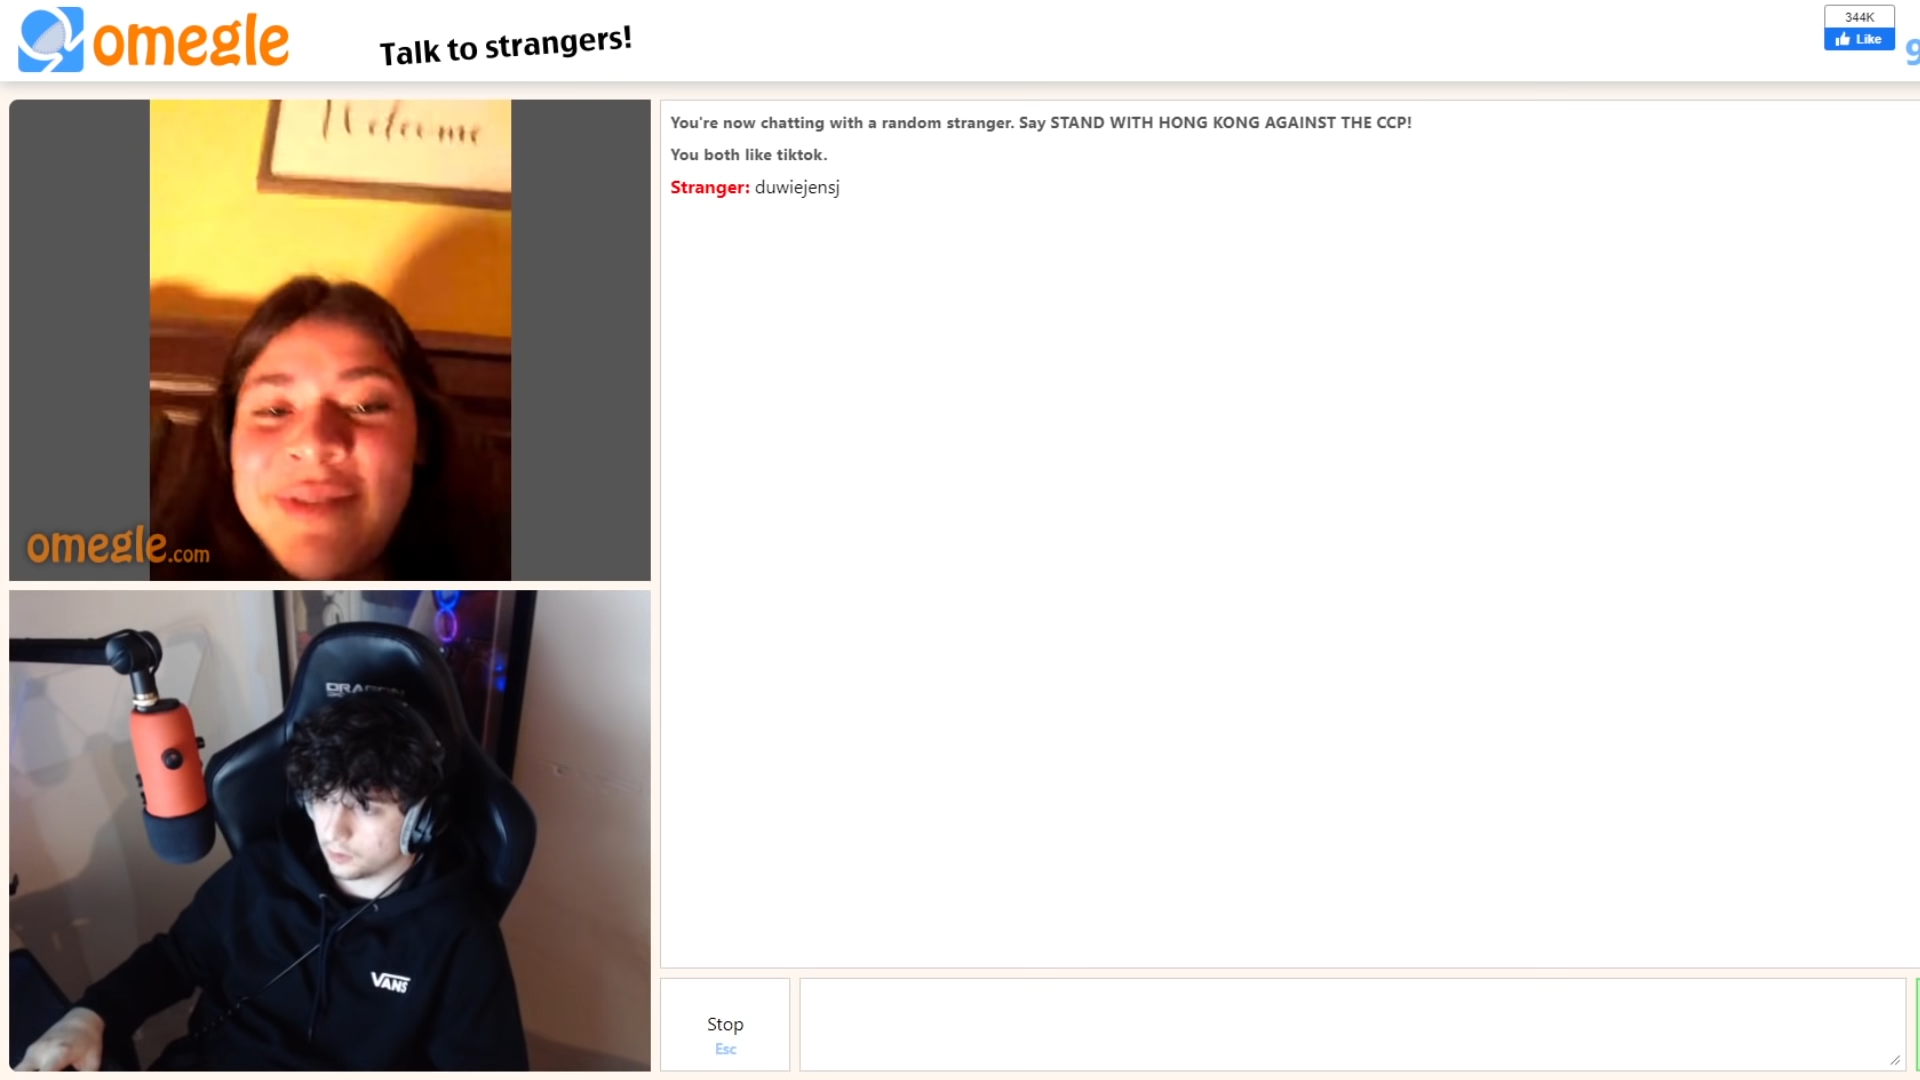 omegle
Talk to strangers!
344K
Like
Welcome
omegle.com
You're now chatting with a random stranger. Say STAND WITH HONG KONG AGAINST THE CCP!
You both like tiktok.
Stranger: duwiejensj
VANS
Stop
Esc